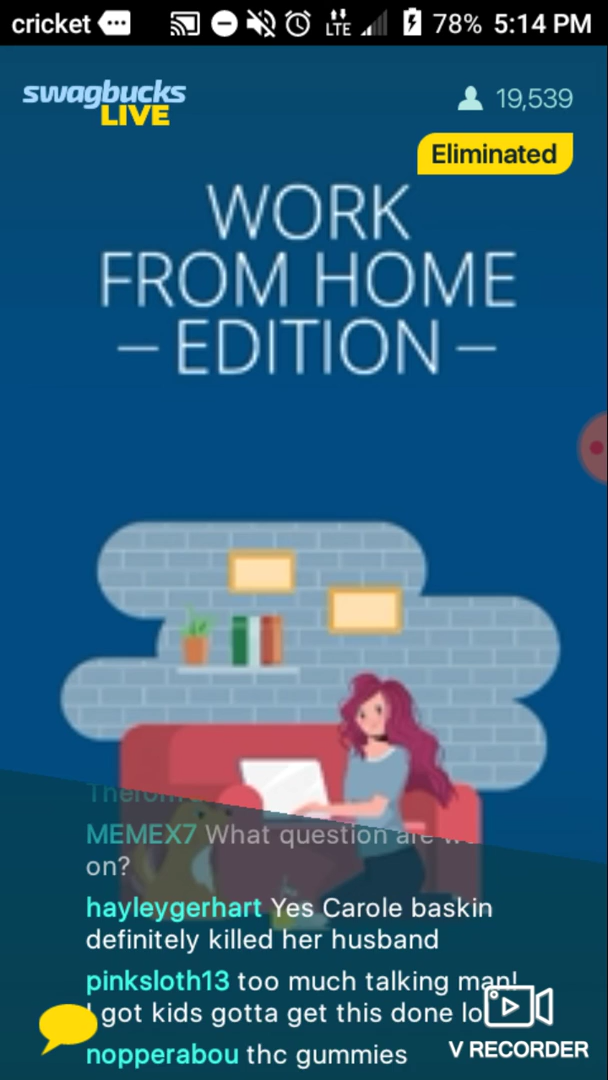 cricket LTE 78% 5:14 PM
swagbucks
LIVE
19,539
Eliminated
WORK
FROM HOME
– EDITION –
MEMEX7 What question are
on?
hayleygerhart Yes Carole baskin
definitely killed her husband
pinksloth13 too much talking man!
I got kids gotta get this done
nopperabou thc gummies
V RECORDER